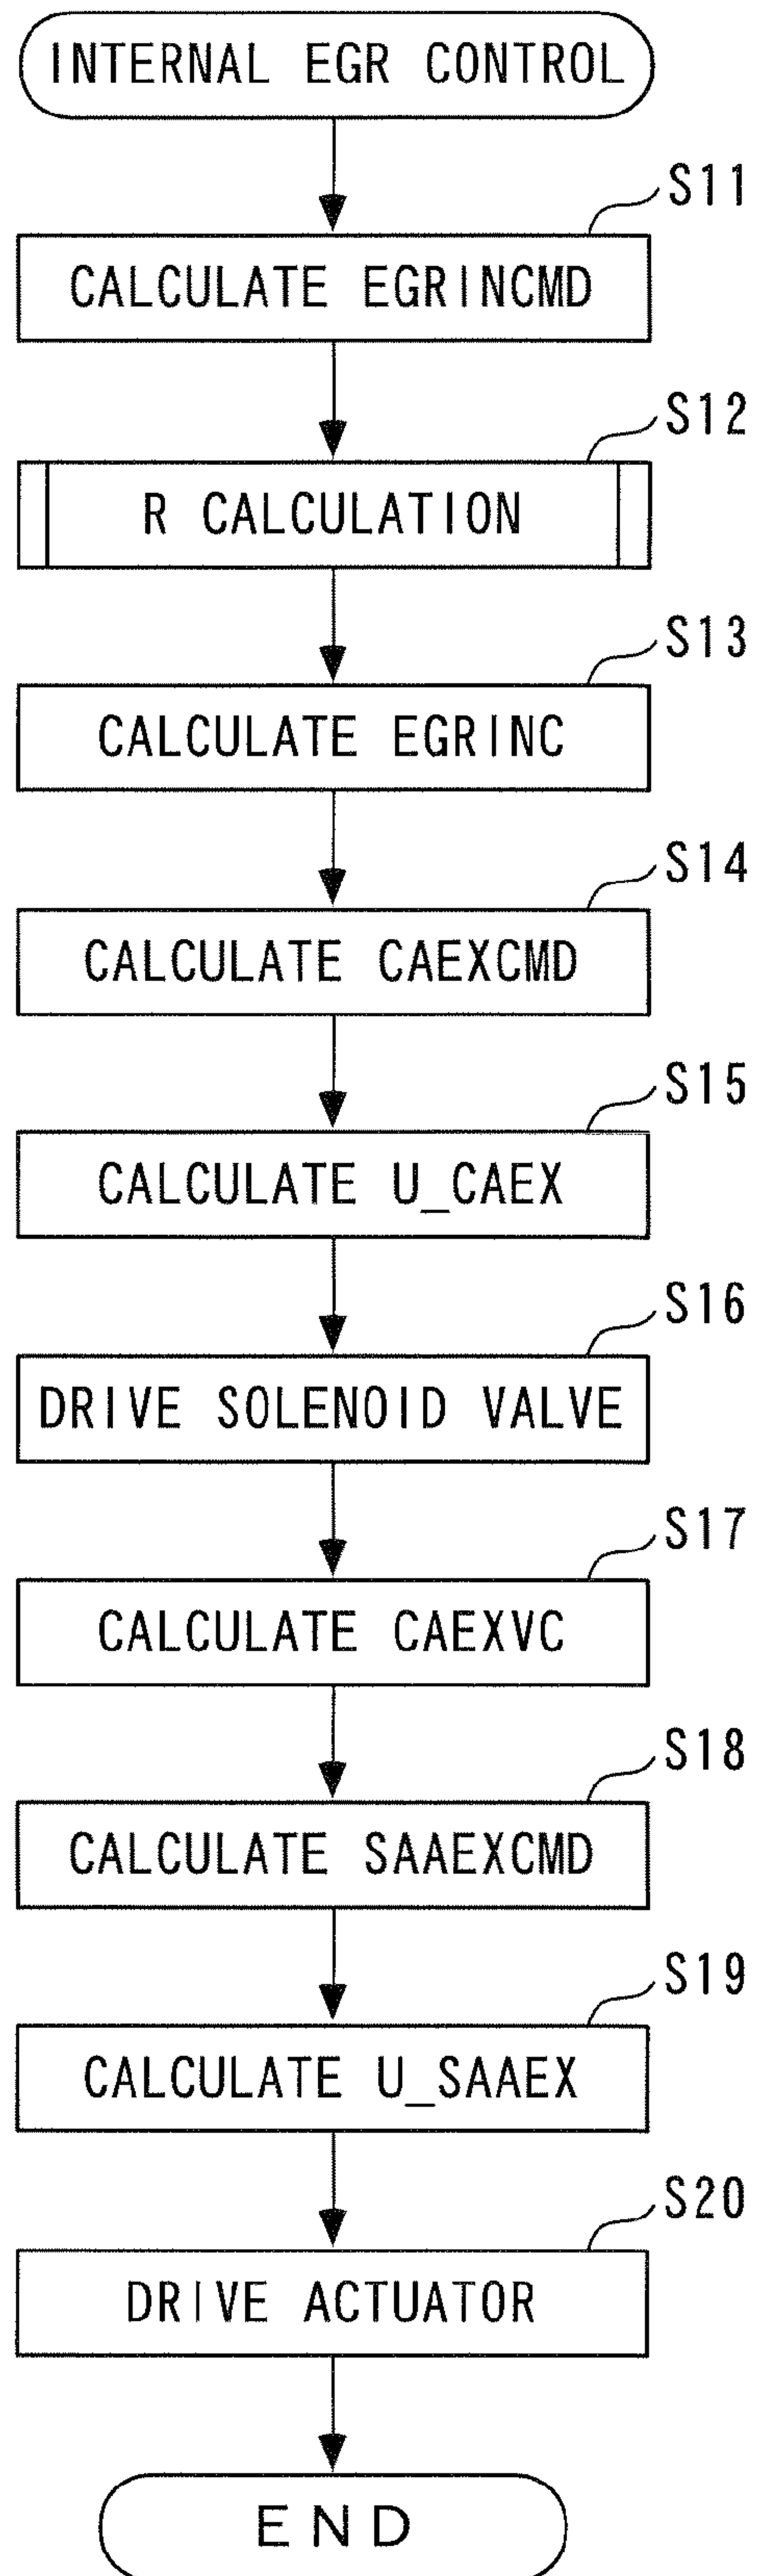 INTERNAL EGR CONTROL
S11
CALCULATE EGRINCMD
S12
R CALCULATION
S13
CALCULATE EGRINC
S14
CALCULATE CAEXCMD
S15
CALCULATE U_CAEX
S16
DRIVE SOLENOID VALVE
S17
CALCULATE CAEXVC
S18
CALCULATE SAAEXCMD
S19
CALCULATE U_SAAEX
S20
DRIVE ACTUATOR
END